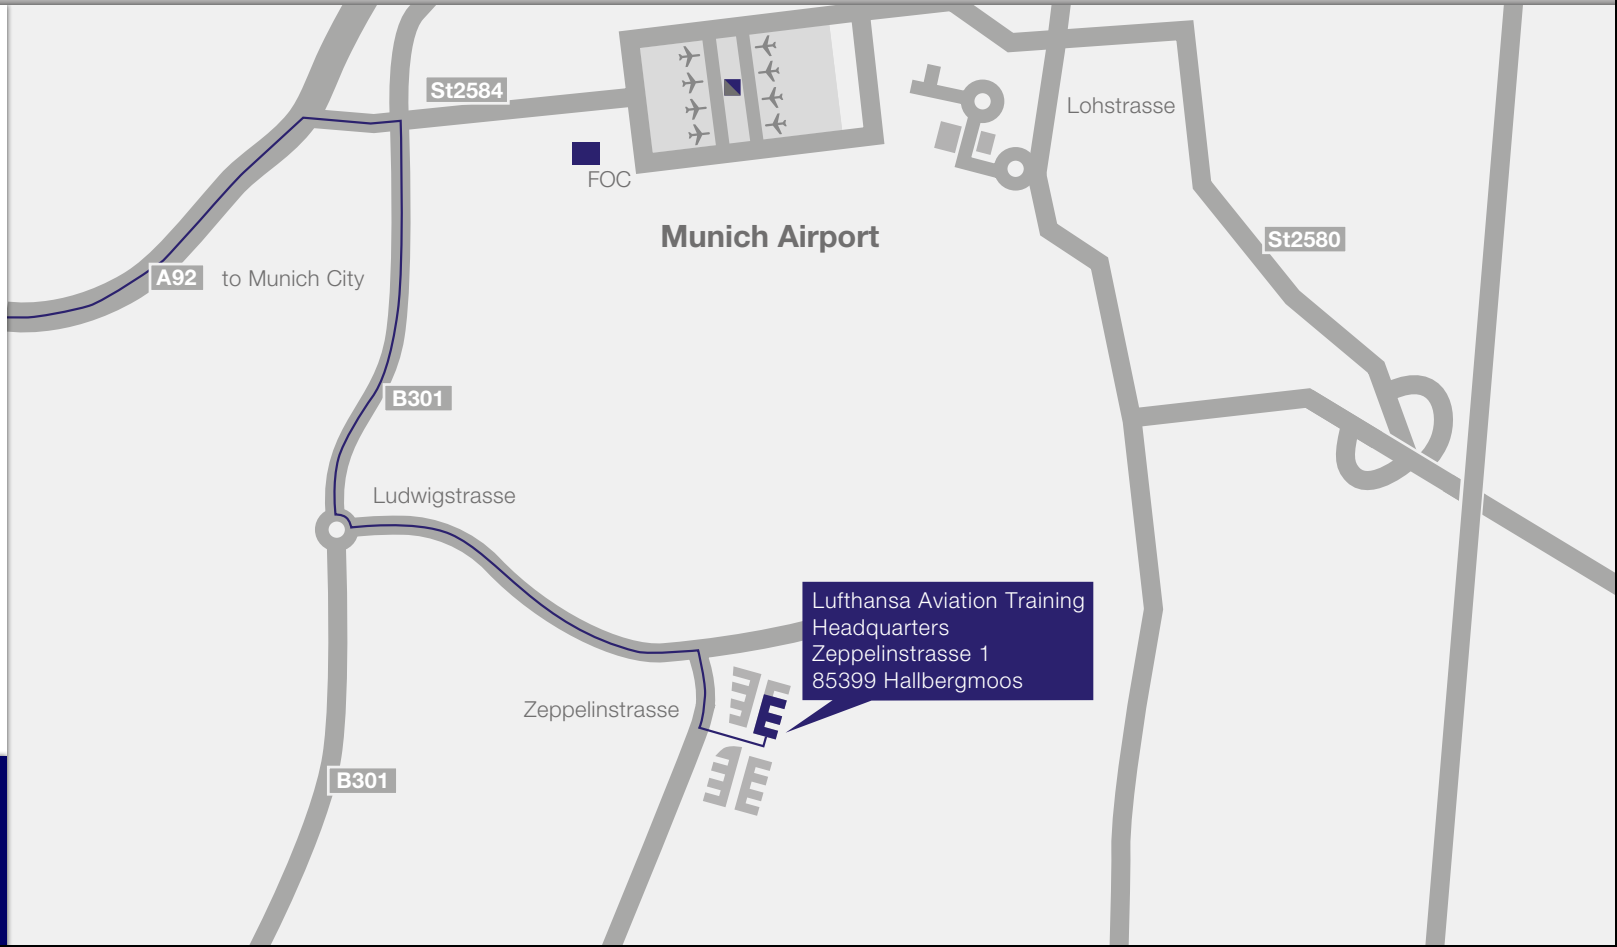 St2584
Lohstrasse
FOC
Munich Airport
St2580
A92
to Munich City
B301
Ludwigstrasse
Lufthansa Aviation Training
Headquarters
Zeppelinstrasse 1
85399 Hallbergmoos
Zeppelinstrasse
B301